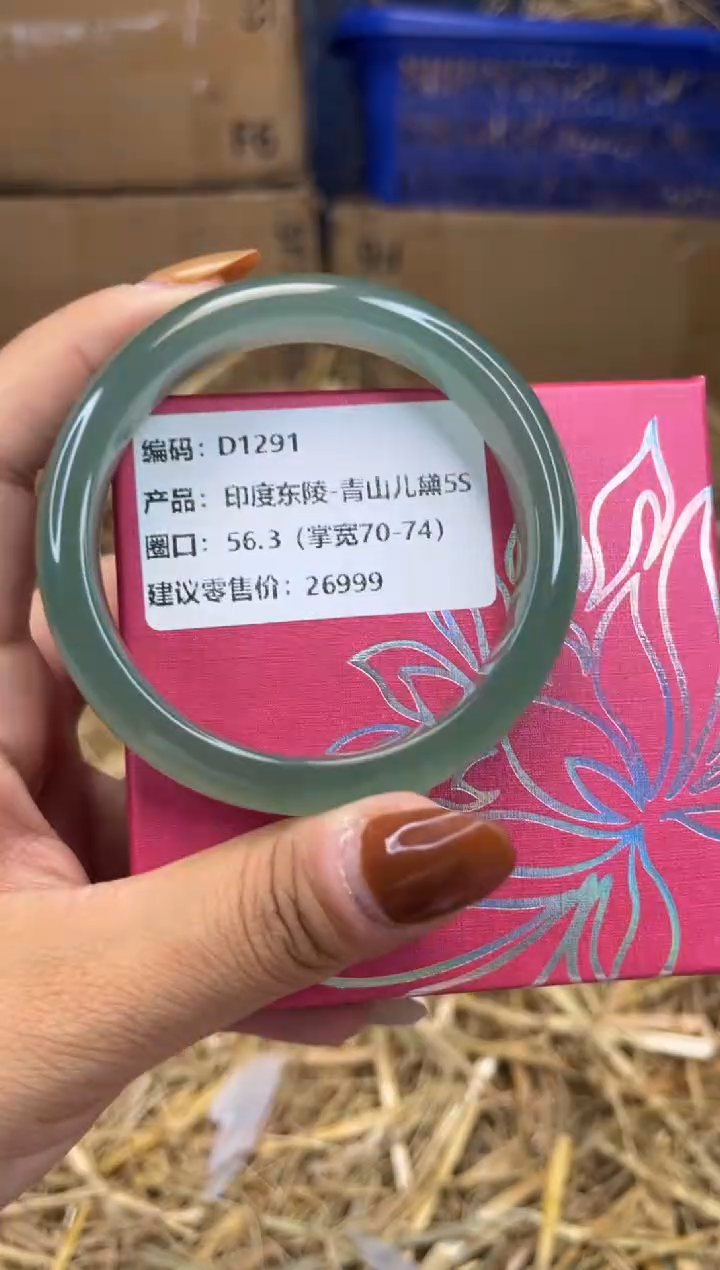 F6
编码：D1291
产品：印度东陵-青山儿黛5S
圈口：56.3（掌宽70-74）
建议零售价：26999